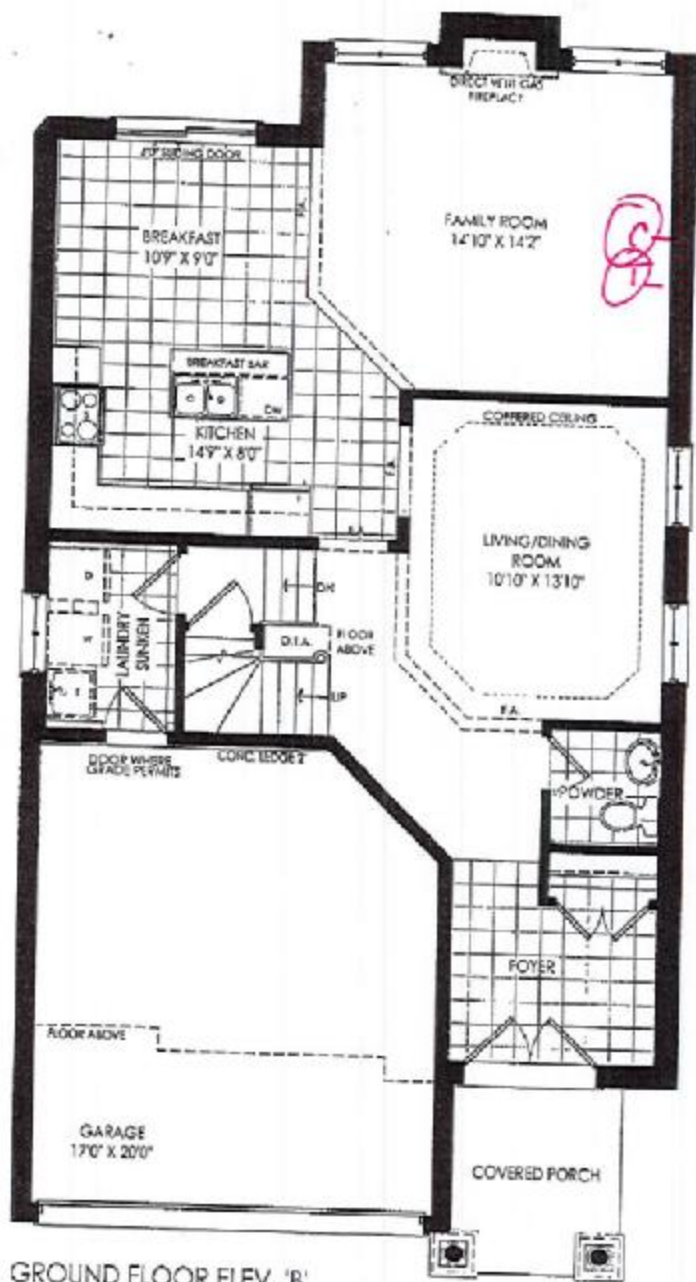 DIRECT VENT GAS
FIREPLACE
SLIDING DOOR
F.A.
BREAKFAST
10'9" X 9'0"
FAMILY ROOM
14'10" X 14'2"
C
T
BREAKFAST BAR
DW
KITCHEN
14'9" X 8'0"
COFFERED CEILING
F.A.
F.A.
LIVING/DINING
ROOM
10'10" X 13'10"
DN
D
W
LAUNDRY
SUNKEN
FLOOR
ABOVE
UP
F.A.
DOOR WHERE
GRADE PERMITS
CONC. LEDGE
POWDER
FOYER
FLOOR ABOVE
GARAGE
17'0" X 20'0"
COVERED PORCH
GROUND FLOOR ELEV. 'B'